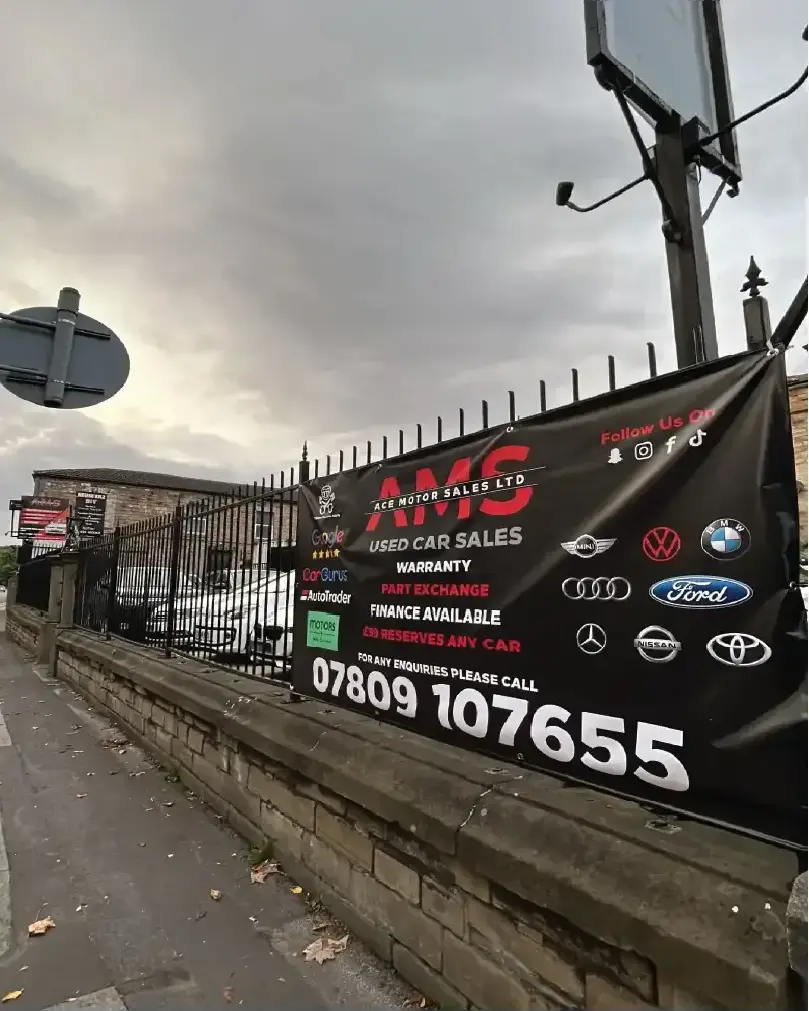 Follow Us On
AMS
ACE MOTOR SALES LTD
USED CAR SALES
WARRANTY
PART EXCHANGE
FINANCE AVAILABLE
£99 RESERVES ANY CAR
FOR ANY ENQUIRIES PLEASE CALL
07809 107655
Google
CarGurus
AutoTrader
MOTORS
MINI
BMW
Ford
NISSAN